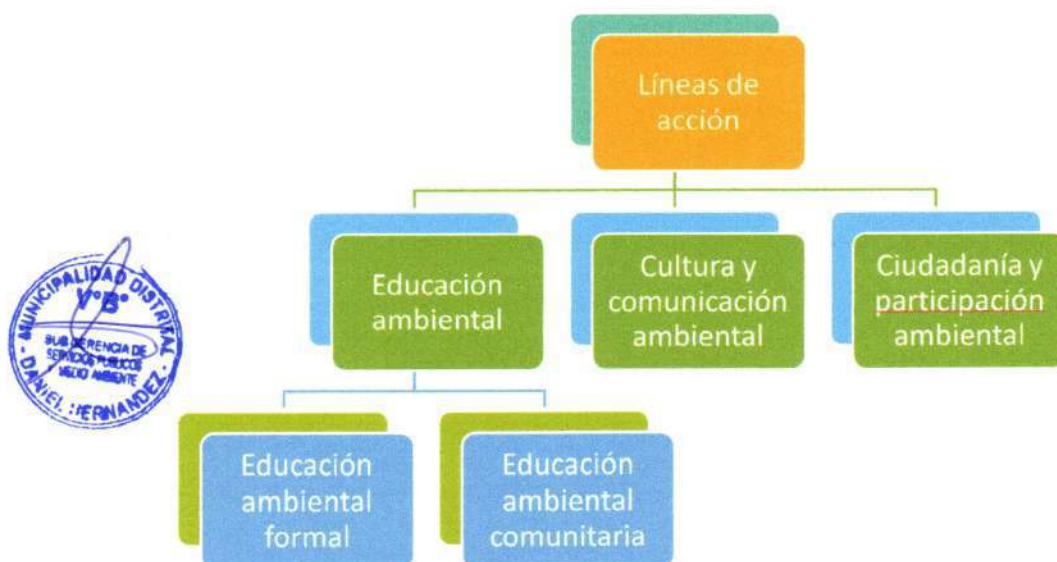 Líneas de
acción
Educación
ambiental
Cultura y
comunicación
ambiental
Ciudadanía y
participación
ambiental
MUNICIPALIDAD DISTRITAL
V°B°
SUB GERENCIA DE
SERVICIOS PUBLICOS
Y MEDIO AMBIENTE
DANIEL HERNANDEZ
Educación
ambiental
formal
Educación
ambiental
comunitaria